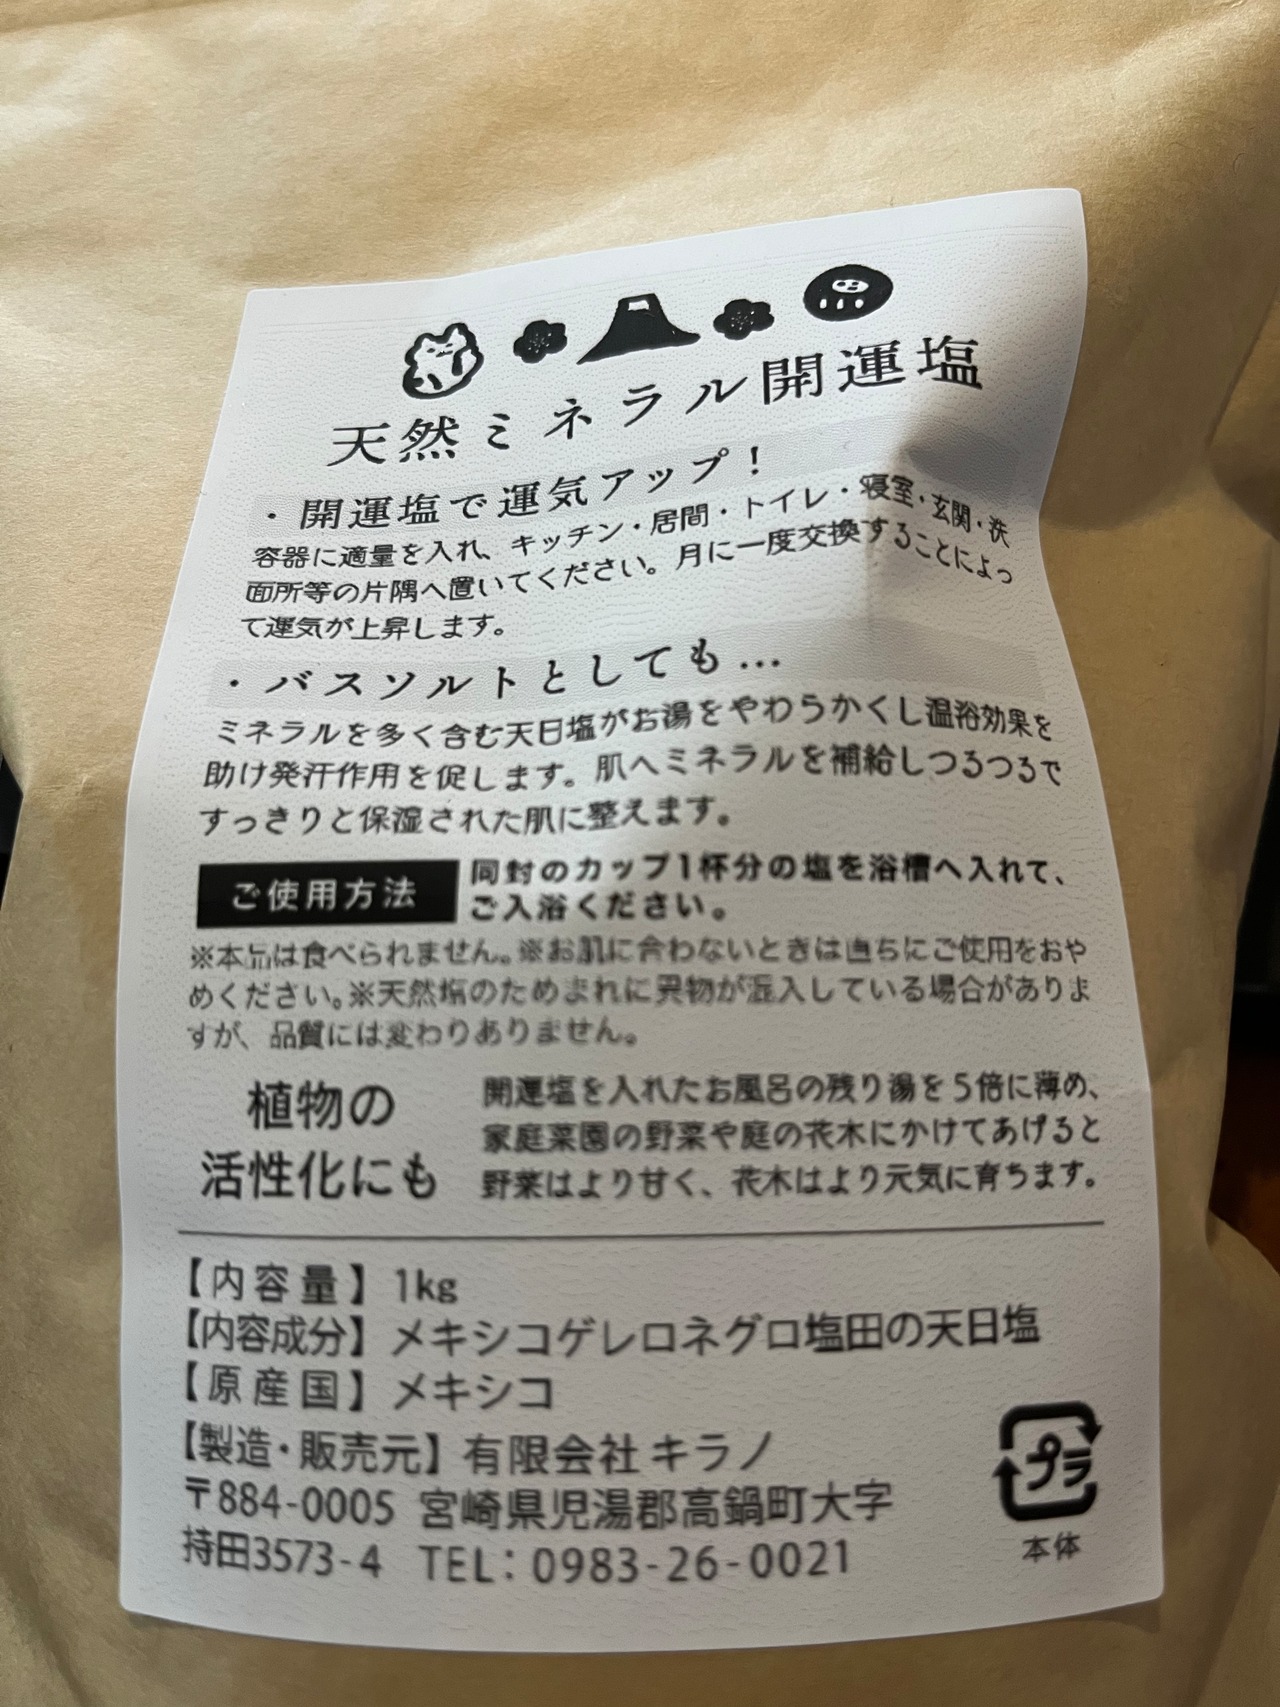 天然ミネラル開運塩
・開運塩で運気アップ!
容器に適量を入れ、キッチン・居間・トイレ・寝室・玄関・洗
面所等の片隅へ置いてください。月に一度交換することによっ
て運気が上昇します。
・バスソルトとしても…
ミネラルを多く含む天日塩がお湯をやわらかくし温浴効果を
助け発汗作用を促します。肌へミネラルを補給しつるつるで
すっきりと保湿された肌に整えます。
ご使用方法
同封のカップ1杯分の塩を浴槽へ入れて、
ご入浴ください。
※本品は食べられません。※お肌に合わないときは直ちにご使用をおや
めください。※天然塩のためまれに異物が混入している場合がありま
すが、品質には変わりありません。
植物の
活性化にも
開運塩を入れたお風呂の残り湯を5倍に薄め、
家庭菜園の野菜や庭の花木にかけてあげると
野菜はより甘く、花木はより元気に育ちます。
【内容量】1kg
【内容成分】メキシコゲレロネグロ塩田の天日塩
【原産国】メキシコ
【製造・販売元】有限会社 キラノ
〒884-0005 宮崎県児湯郡高鍋町大字
持田3573-4 TEL:0983-26-0021
プラ
本体